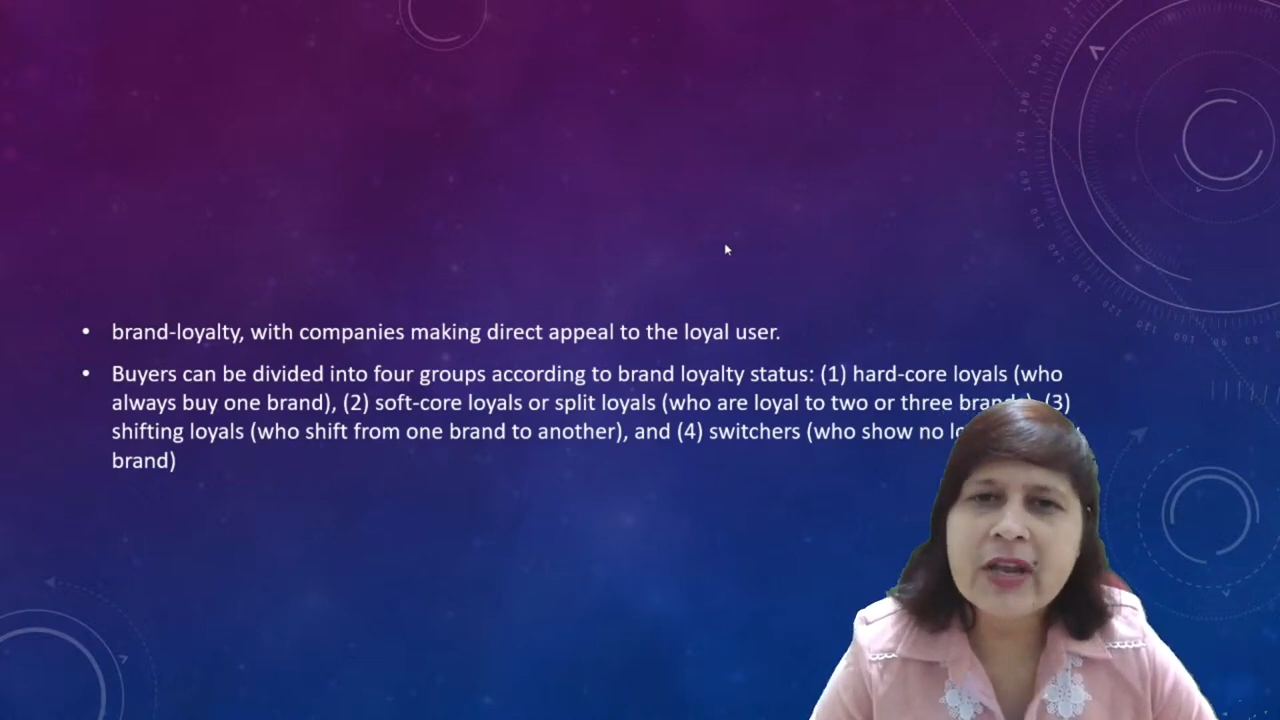 • brand-loyalty, with companies making direct appeal to the loyal user.
• Buyers can be divided into four groups according to brand loyalty status: (1) hard-core loyals (who
always buy one brand), (2) soft-core loyals or split loyals (who are loyal to two or three (3)
shifting loyals (who shift from one brand to another), and (4) switchers (who show no
brand)